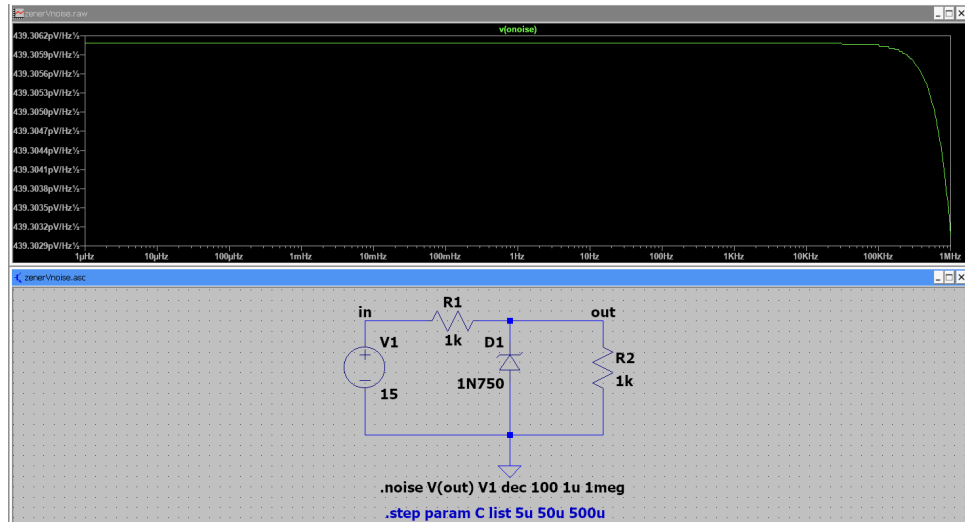 zenerVnoise.raw
v(onoise)
439.3062pV/Hz½
439.3059pV/Hz½
439.3056pV/Hz½
439.3053pV/Hz½
439.3050pV/Hz½
439.3047pV/Hz½
439.3044pV/Hz½
439.3041pV/Hz½
439.3038pV/Hz½
439.3035pV/Hz½
439.3032pV/Hz½
439.3029pV/Hz½
1µHz 10µHz 100µHz 1mHz 10mHz 100mHz 1Hz 10Hz 100Hz 1KHz 10KHz 100KHz 1MHz
zenerVnoise.asc
in R1 out
V1 1k D1 R2
15 1N750 1k
.noise V(out) V1 dec 100 1u 1meg
.step param C list 5u 50u 500u